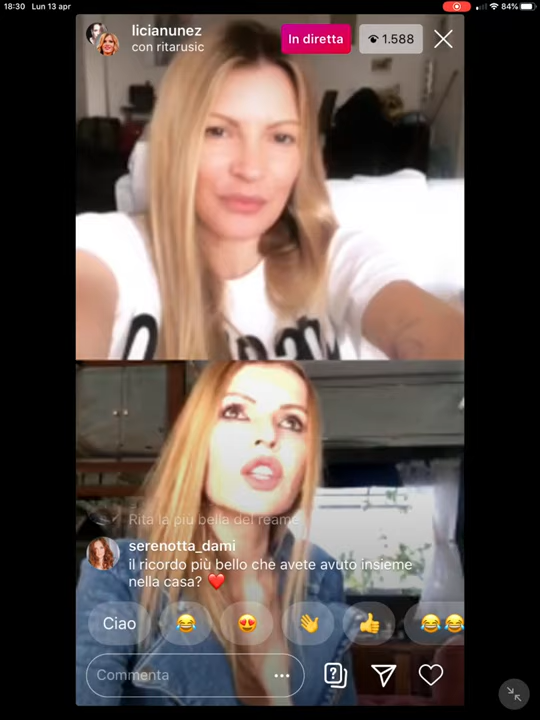 18:30 Lun 13 apr
84%
licianunez
con ritarusic
In diretta
1.588
Rita la più bella del reame
serenotta_dami
il ricordo più bello che avete avuto insieme
nella casa? ❤️
Ciao 😂 😍 👋 👍 😂😂
Commenta